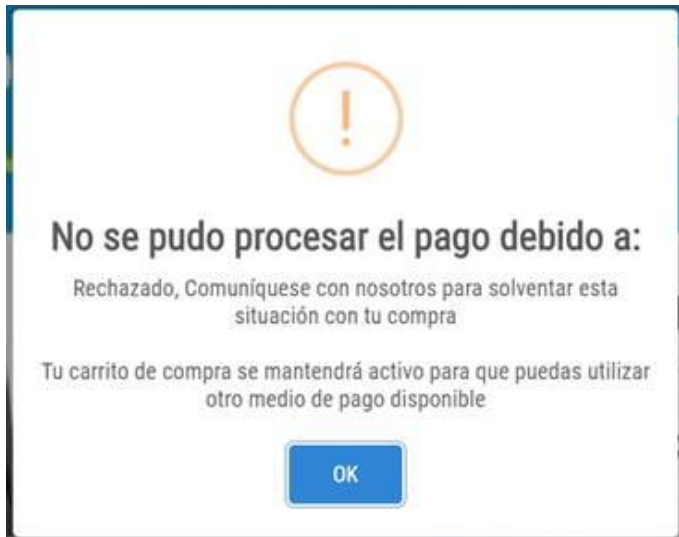 No se pudo procesar el pago debido a:
Rechazado, Comuníquese con nosotros para solventar esta
situación con tu compra
Tu carrito de compra se mantendrá activo para que puedas utilizar
otro medio de pago disponible
OK